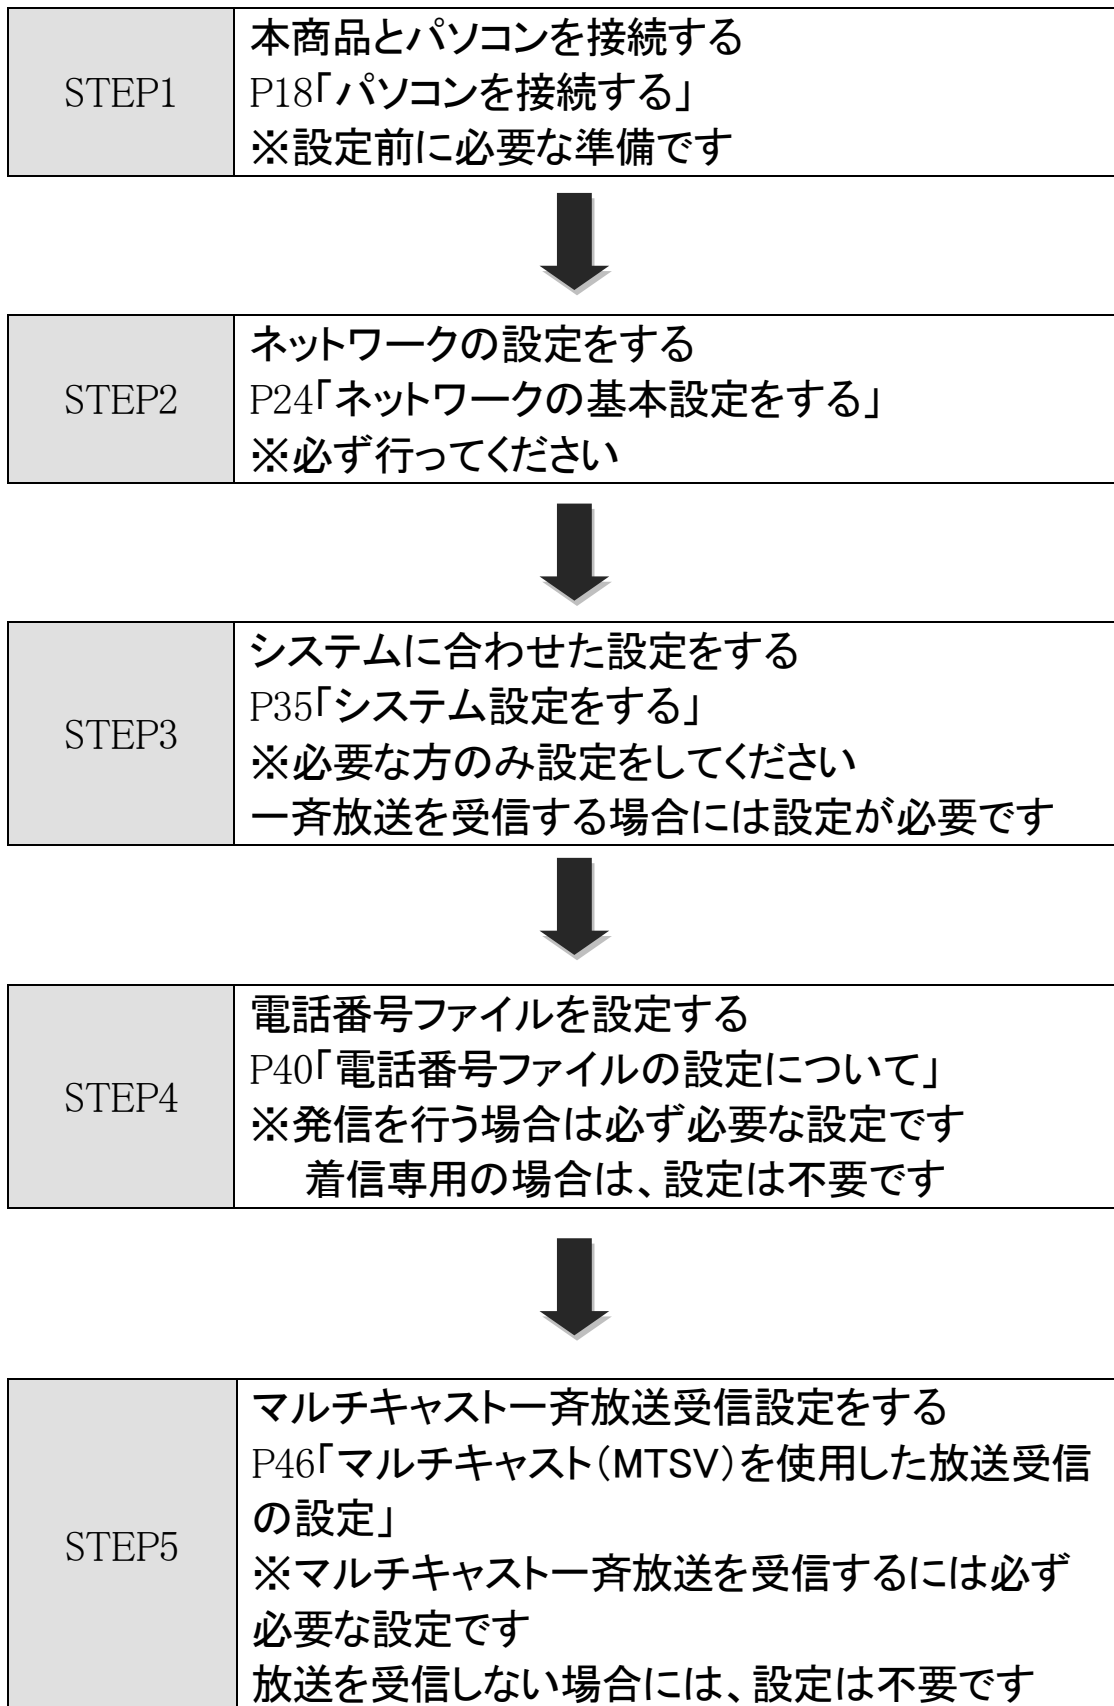 STEP1
本商品とパソコンを接続する
P18「パソコンを接続する」
※設定前に必要な準備です
STEP2
ネットワークの設定をする
P24「ネットワークの基本設定をする」
※必ず行ってください
STEP3
システムに合わせた設定をする
P35「システム設定をする」
※必要な方のみ設定をしてください
一斉放送を受信する場合には設定が必要です
STEP4
電話番号ファイルを設定する
P40「電話番号ファイルの設定について」
※発信を行う場合は必ず必要な設定です
着信専用の場合は、設定は不要です
STEP5
マルチキャスト一斉放送受信設定をする
P46「マルチキャスト(MTSV)を使用した放送受信
の設定」
※マルチキャスト一斉放送を受信するには必ず
必要な設定です
放送を受信しない場合には、設定は不要です